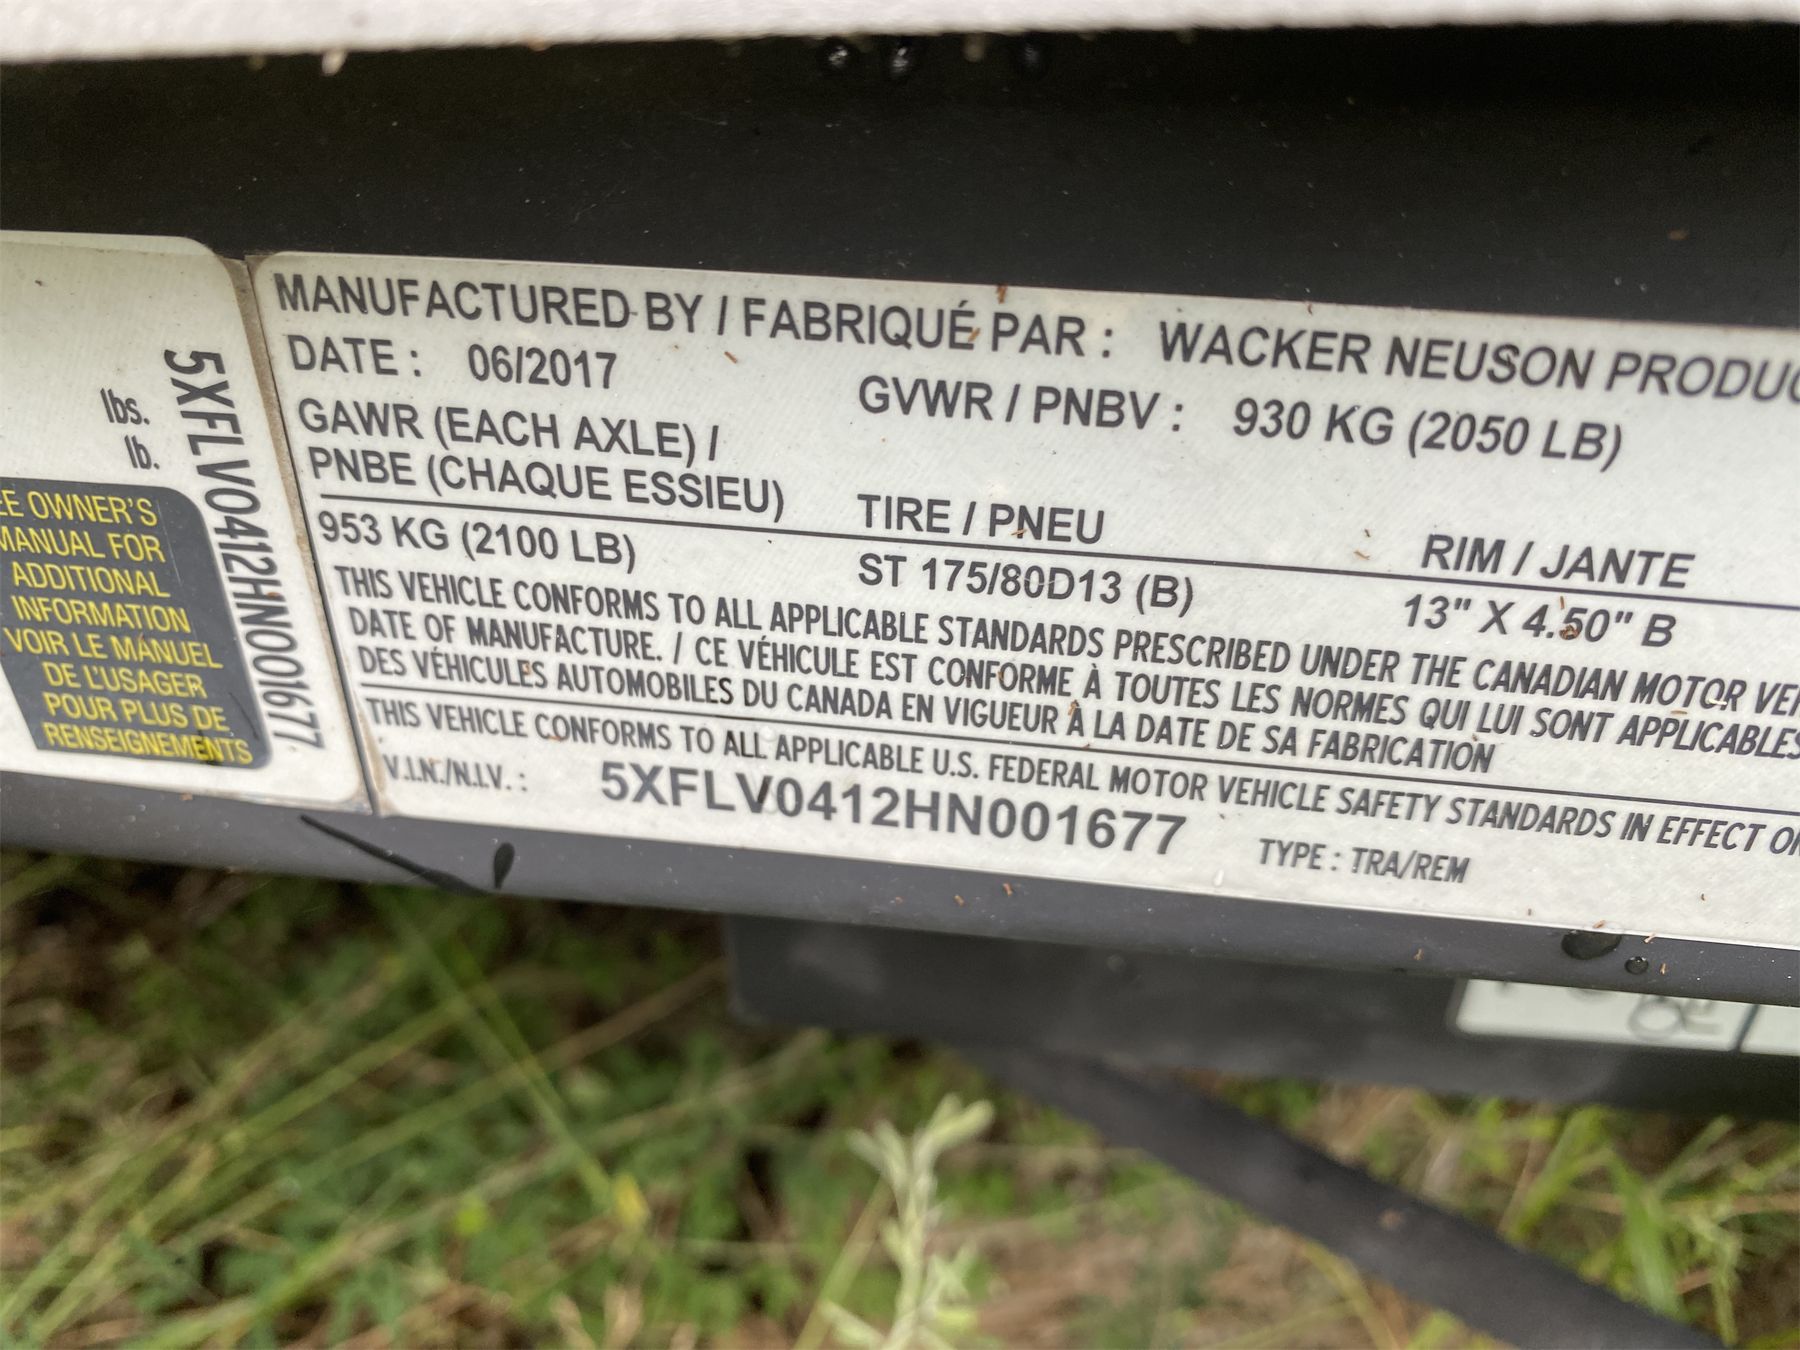 lbs.
lb.
5XFLV0412HN001677
OWNER'S
MANUAL FOR
ADDITIONAL
INFORMATION
VOIR LE MANUEL
DE L'USAGER
POUR PLUS DE
RENSEIGNEMENTS
MANUFACTURED BY / FABRIQUÉ PAR : WACKER NEUSON PRODUC
DATE : 06/2017
GVWR / PNBV : 930 KG (2050 LB)
GAWR (EACH AXLE) /
PNBE (CHAQUE ESSIEU) TIRE / PNEU RIM / JANTE
953 KG (2100 LB) ST 175/80D13 (B) 13" X 4.50" B
THIS VEHICLE CONFORMS TO ALL APPLICABLE STANDARDS PRESCRIBED UNDER THE CANADIAN MOTOR VE
DATE OF MANUFACTURE. / CE VÉHICULE EST CONFORME À TOUTES LES NORMES QUI LUI SONT APPLICABLES
DES VÉHICULES AUTOMOBILES DU CANADA EN VIGUEUR À LA DATE DE SA FABRICATION
THIS VEHICLE CONFORMS TO ALL APPLICABLE U.S. FEDERAL MOTOR VEHICLE SAFETY STANDARDS IN EFFECT O
V.I.N./N.I.V. : 5XFLV0412HN001677 TYPE : TRA/REM